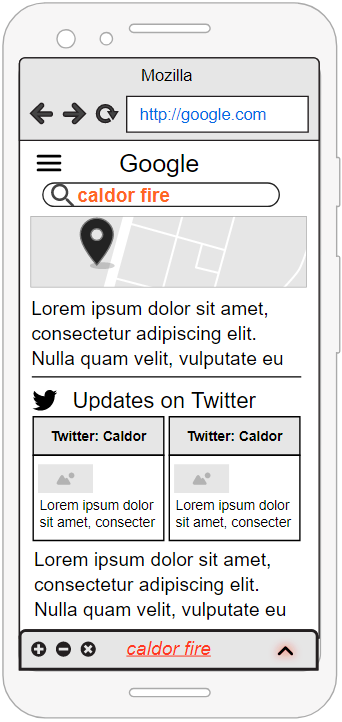 Mozilla
http://google.com
Google
caldor fire
Lorem ipsum dolor sit amet,
consectetur adipiscing elit.
Nulla quam velit, vulputate eu
Updates on Twitter
Twitter: Caldor
Lorem ipsum dolor
sit amet, consecter
Twitter: Caldor
Lorem ipsum dolor
sit amet, consecter
Lorem ipsum dolor sit amet,
consectetur adipiscing elit.
Nulla quam velit, vulputate eu
caldor fire